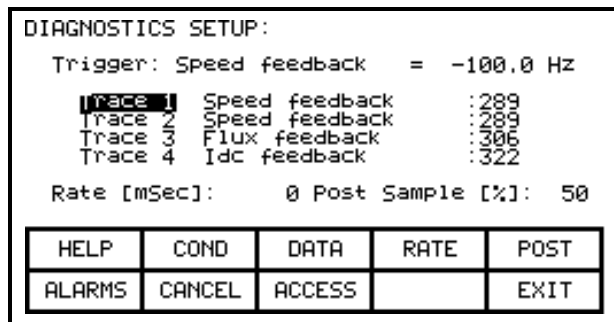 DIAGNOSTICS SETUP:
Trigger: Speed feedback = -100.0 Hz
Trace 1 Speed feedback :289
Trace 2 Speed feedback :289
Trace 3 Flux feedback :306
Trace 4 Idc feedback :322
Rate [mSec]: 0 Post Sample [%]: 50
HELP COND DATA RATE POST
ALARMS CANCEL ACCESS EXIT